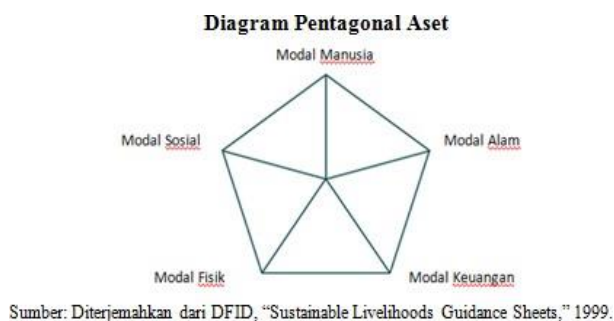 Diagram Pentagonal Aset
Modal Manusia
Modal Sosial
Modal Alam
Modal Fisik
Modal Keuangan
Sumber: Diterjemahkan dari DFID, “Sustainable Livelihoods Guidance Sheets,” 1999.